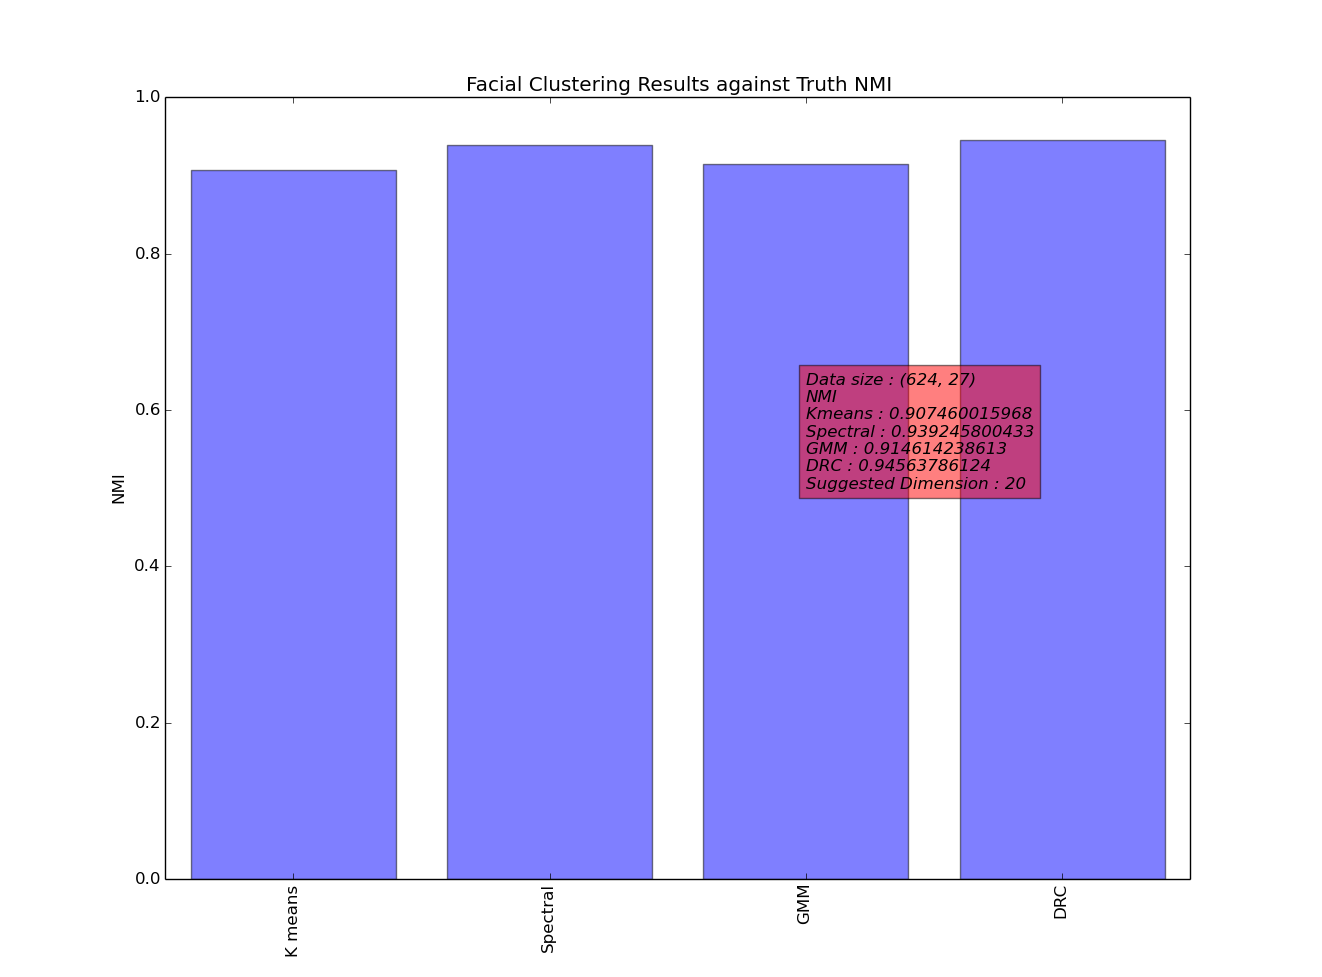 Facial Clustering Results against Truth NMI
1.0
0.8
0.6
0.4
0.2
0.0
NMI
Data size : (624, 27)
NMI
Kmeans : 0.907460015968
Spectral : 0.939245800433
GMM : 0.914614238613
DRC : 0.94563786124
Suggested Dimension : 20
K means
Spectral
GMM
DRC